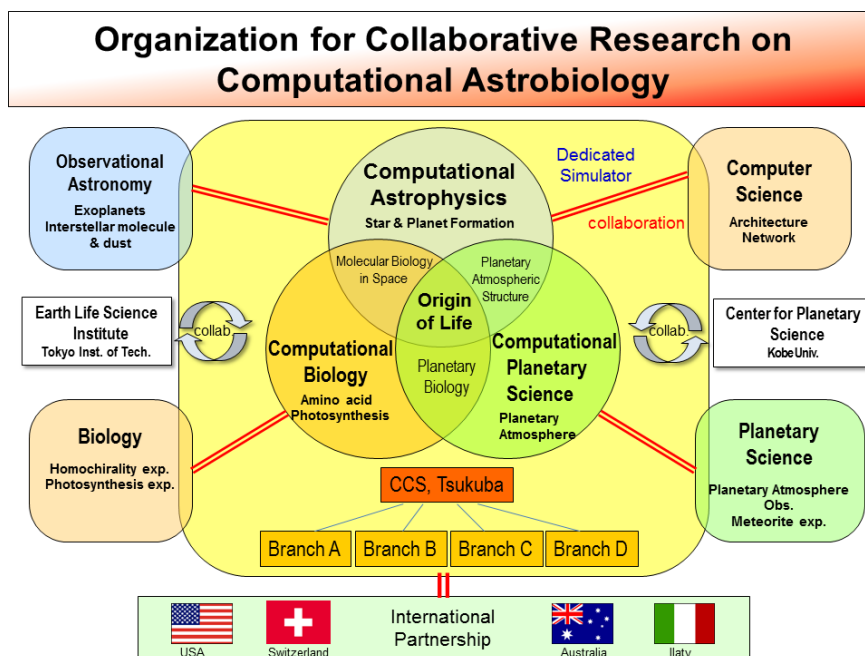 Organization for Collaborative Research on
Computational Astrobiology
Observational
Astronomy
Exoplanets
Interstellar molecule
& dust
Computational
Astrophysics
Star & Planet Formation
Dedicated
Simulator
collaboration
Computer
Science
Architecture
Network
Molecular Biology
in Space
Planetary
Atmospheric
Structure
Origin
of Life
Earth Life Science
Institute
Tokyo Inst. of Tech.
collab.
collab.
Center for Planetary
Science
Kobe Univ.
Computational
Biology
Amino acid
Photosynthesis
Planetary
Biology
Computational
Planetary
Science
Planetary
Atmosphere
Biology
Homochirality exp.
Photosynthesis exp.
Planetary
Science
Planetary Atmosphere
Obs.
Meteorite exp.
CCS, Tsukuba
Branch A
Branch B
Branch C
Branch D
International
Partnership
USA
Switzerland
Australia
Ilaty